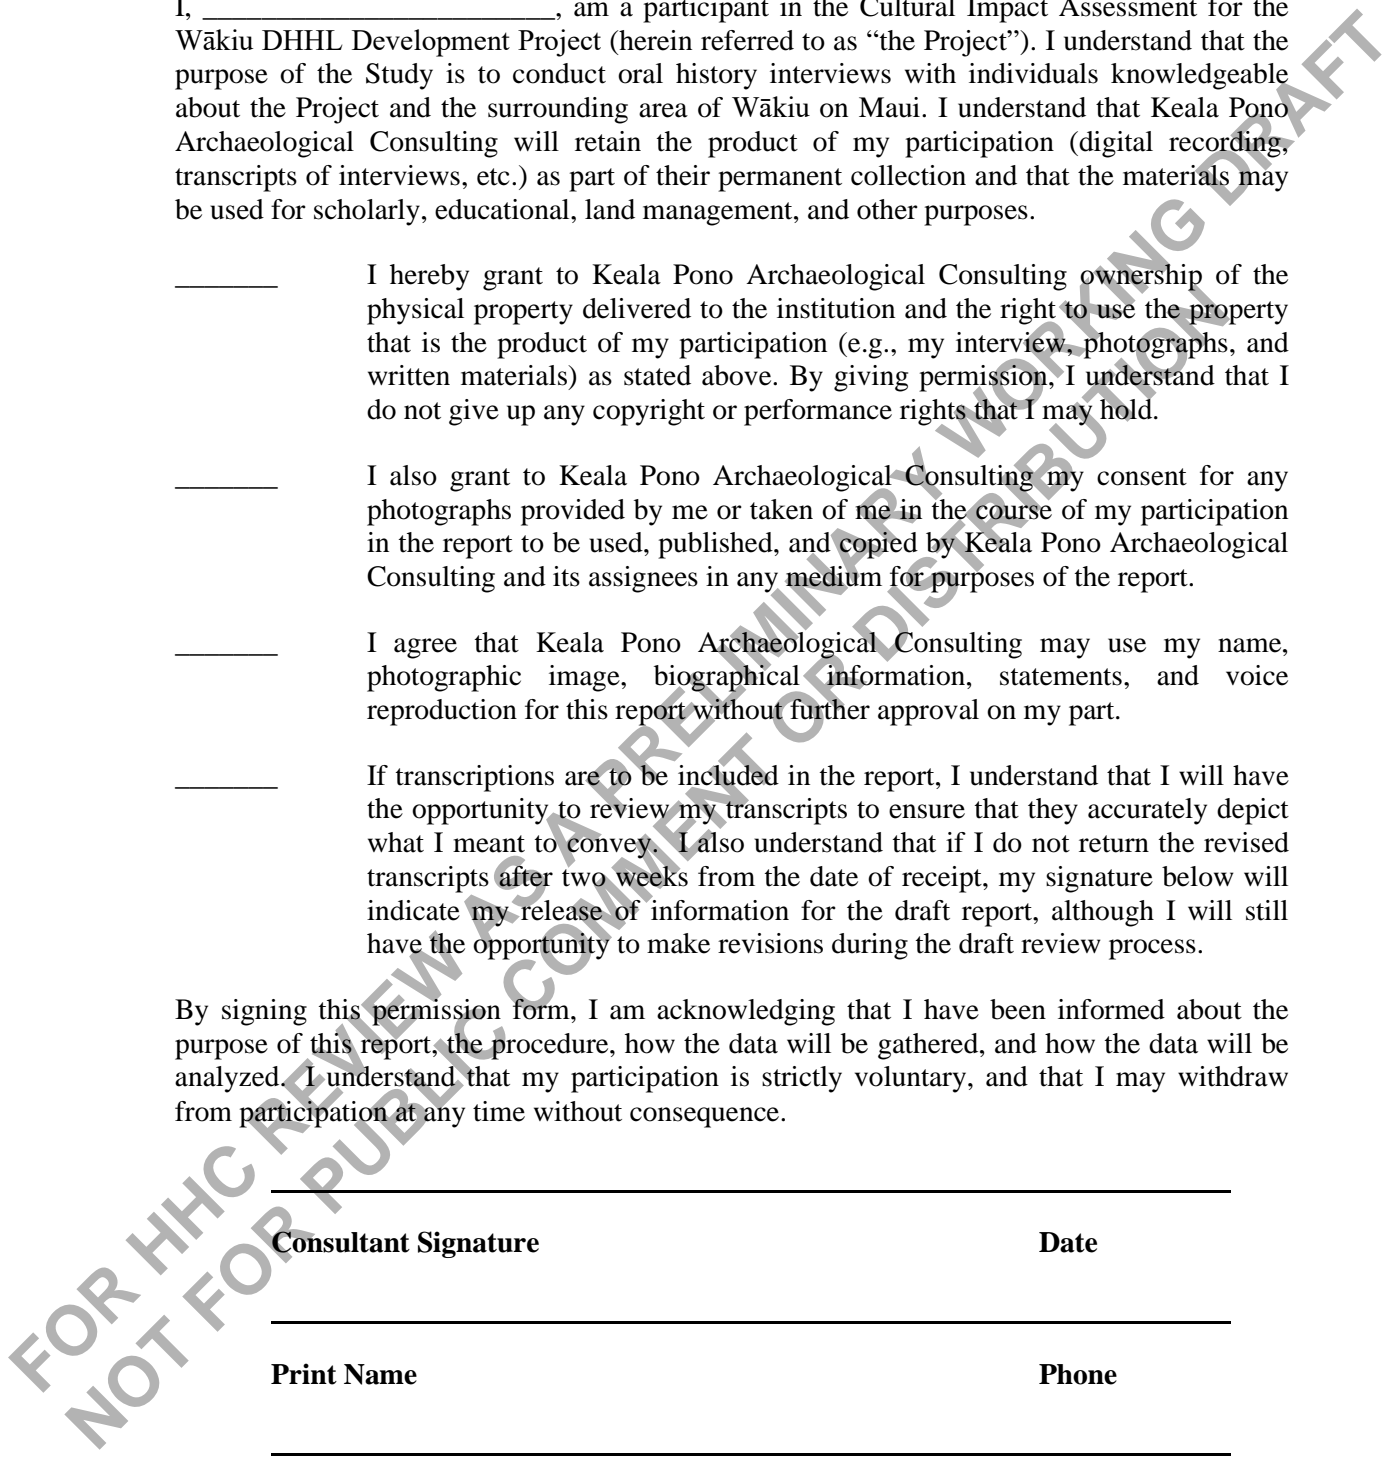 I, ________________________, am a participant in the Cultural Impact Assessment for the
Wākiu DHHL Development Project (herein referred to as “the Project”). I understand that the
purpose of the Study is to conduct oral history interviews with individuals knowledgeable
about the Project and the surrounding area of Wākiu on Maui. I understand that Keala Pono
Archaeological Consulting will retain the product of my participation (digital recording,
transcripts of interviews, etc.) as part of their permanent collection and that the materials may
be used for scholarly, educational, land management, and other purposes.
_______ I hereby grant to Keala Pono Archaeological Consulting ownership of the
physical property delivered to the institution and the right to use the property
that is the product of my participation (e.g., my interview, photographs, and
written materials) as stated above. By giving permission, I understand that I
do not give up any copyright or performance rights that I may hold.
_______ I also grant to Keala Pono Archaeological Consulting my consent for any
photographs provided by me or taken of me in the course of my participation
in the report to be used, published, and copied by Keala Pono Archaeological
Consulting and its assignees in any medium for purposes of the report.
_______ I agree that Keala Pono Archaeological Consulting may use my name,
photographic image, biographical information, statements, and voice
reproduction for this report without further approval on my part.
_______ If transcriptions are to be included in the report, I understand that I will have
the opportunity to review my transcripts to ensure that they accurately depict
what I meant to convey. I also understand that if I do not return the revised
transcripts after two weeks from the date of receipt, my signature below will
indicate my release of information for the draft report, although I will still
have the opportunity to make revisions during the draft review process.
By signing this permission form, I am acknowledging that I have been informed about the
purpose of this report, the procedure, how the data will be gathered, and how the data will be
analyzed. I understand that my participation is strictly voluntary, and that I may withdraw
from participation at any time without consequence.
Consultant Signature Date
Print Name Phone
FOR HHC REVIEW AS A PRELIMINARY WORKING DRAFT
NOT FOR PUBLIC COMMENT OR DISTRIBUTION